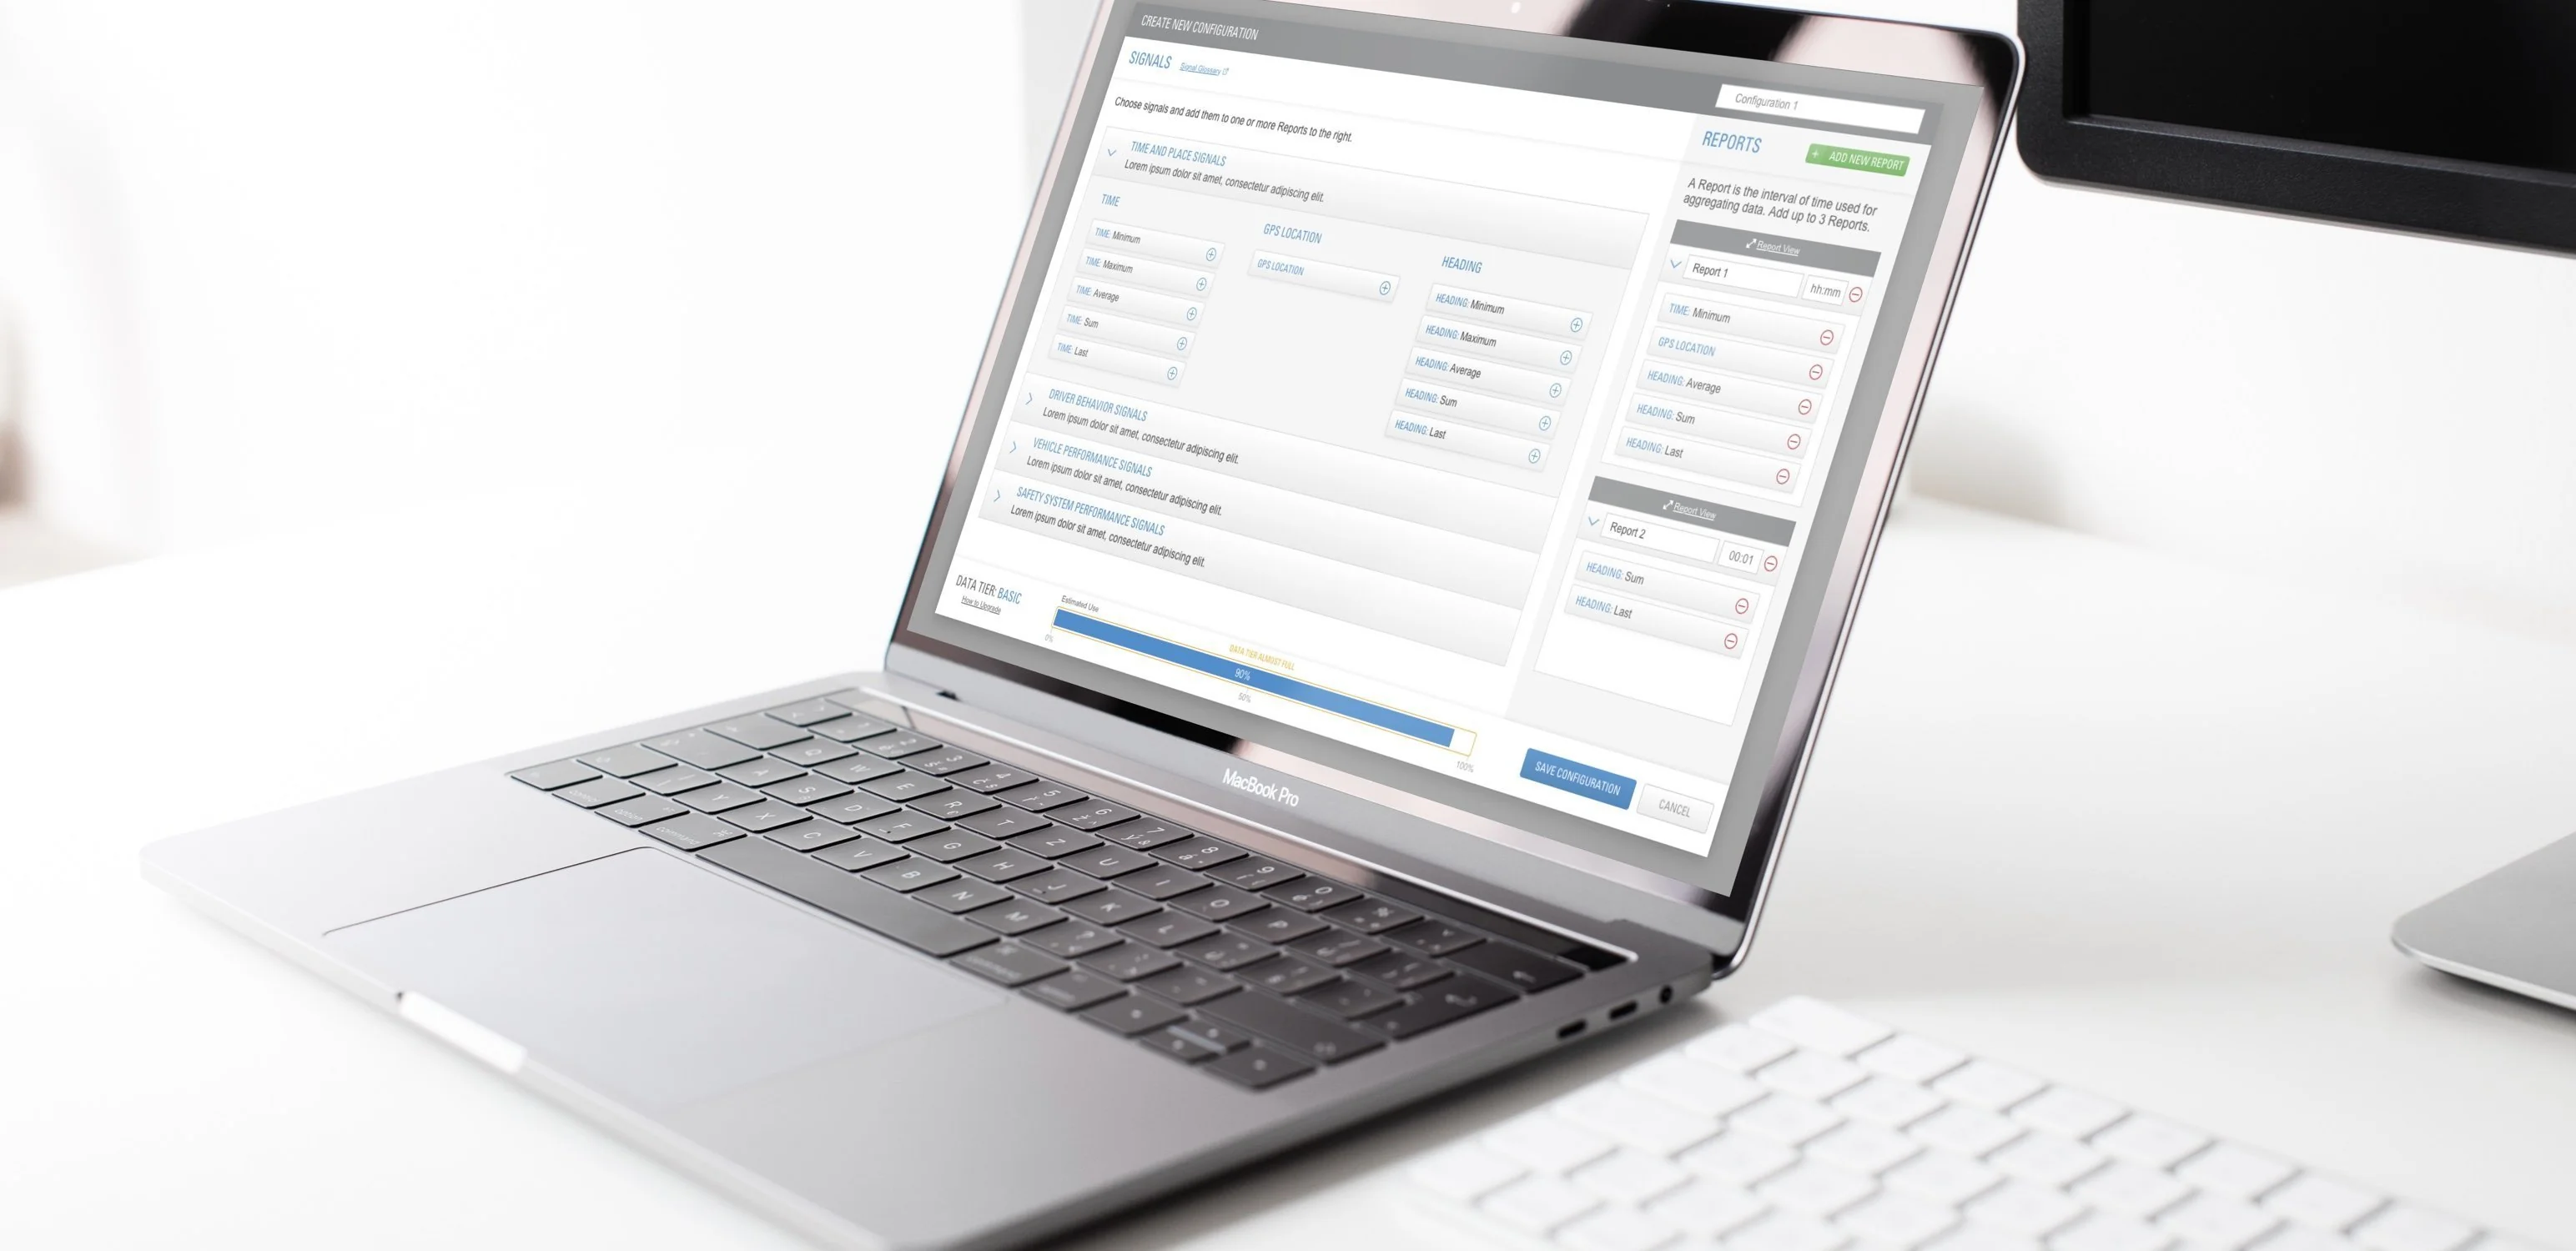 CREATE NEW CONFIGURATION
Configuration 1
SIGNALS Signal Glossary
Choose signals and add them to one or more Reports to the right.
TIME AND PLACE SIGNALS
Lorem ipsum dolor sit amet, consectetur adipiscing elit.
TIME
TIME: Minimum
TIME: Maximum
TIME: Average
TIME: Sum
TIME: Last
GPS LOCATION
GPS LOCATION
HEADING
HEADING: Minimum
HEADING: Maximum
HEADING: Average
HEADING: Sum
HEADING: Last
DRIVER BEHAVIOR SIGNALS
Lorem ipsum dolor sit amet, consectetur adipiscing elit.
VEHICLE PERFORMANCE SIGNALS
Lorem ipsum dolor sit amet, consectetur adipiscing elit.
SAFETY SYSTEM PERFORMANCE SIGNALS
Lorem ipsum dolor sit amet, consectetur adipiscing elit.
REPORTS
+ ADD NEW REPORT
A Report is the interval of time used for
aggregating data. Add up to 3 Reports.
Report View
Report 1 hh:mm
TIME: Minimum
GPS LOCATION
HEADING: Average
HEADING: Sum
HEADING: Last
Report View
Report 2 00:01
HEADING: Sum
HEADING: Last
DATA TIER: BASIC
How to Upgrade
Estimated Use
DATA TIER ALMOST FULL
90%
0%
50%
100%
SAVE CONFIGURATION
CANCEL
MacBook Pro